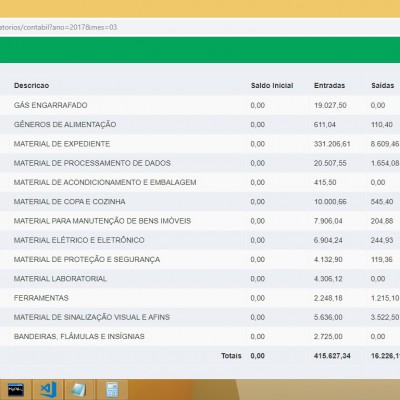 atorios/contabil?ano=2017&mes=03
Descricao Saldo Inicial Entradas Saídas
GÁS ENGARRAFADO 0,00 19.027,50 0,00
GÊNEROS DE ALIMENTAÇÃO 0,00 611,04 110,40
MATERIAL DE EXPEDIENTE 0,00 331.206,61 8.609,46
MATERIAL DE PROCESSAMENTO DE DADOS 0,00 20.507,55 1.654,08
MATERIAL DE ACONDICIONAMENTO E EMBALAGEM 0,00 415,50 0,00
MATERIAL DE COPA E COZINHA 0,00 10.000,66 545,40
MATERIAL PARA MANUTENÇÃO DE BENS IMÓVEIS 0,00 7.906,04 204,88
MATERIAL ELÉTRICO E ELETRÔNICO 0,00 6.904,24 244,93
MATERIAL DE PROTEÇÃO E SEGURANÇA 0,00 4.132,90 119,36
MATERIAL LABORATORIAL 0,00 4.306,12 0,00
FERRAMENTAS 0,00 2.248,18 1.215,10
MATERIAL DE SINALIZAÇÃO VISUAL E AFINS 0,00 5.636,00 3.522,50
BANDEIRAS, FLÂMULAS E INSÍGNIAS 0,00 2.725,00 0,00
Totais 0,00 415.627,34 16.226,1